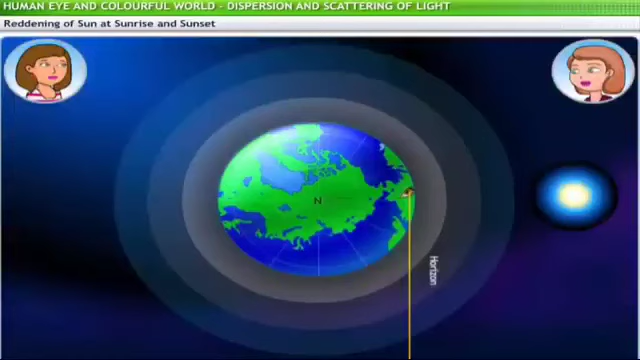 HUMAN EYE AND COLOURFUL WORLD - DISPERSION AND SCATTERING OF LIGHT
Reddening of Sun at Sunrise and Sunset
N
Horizon